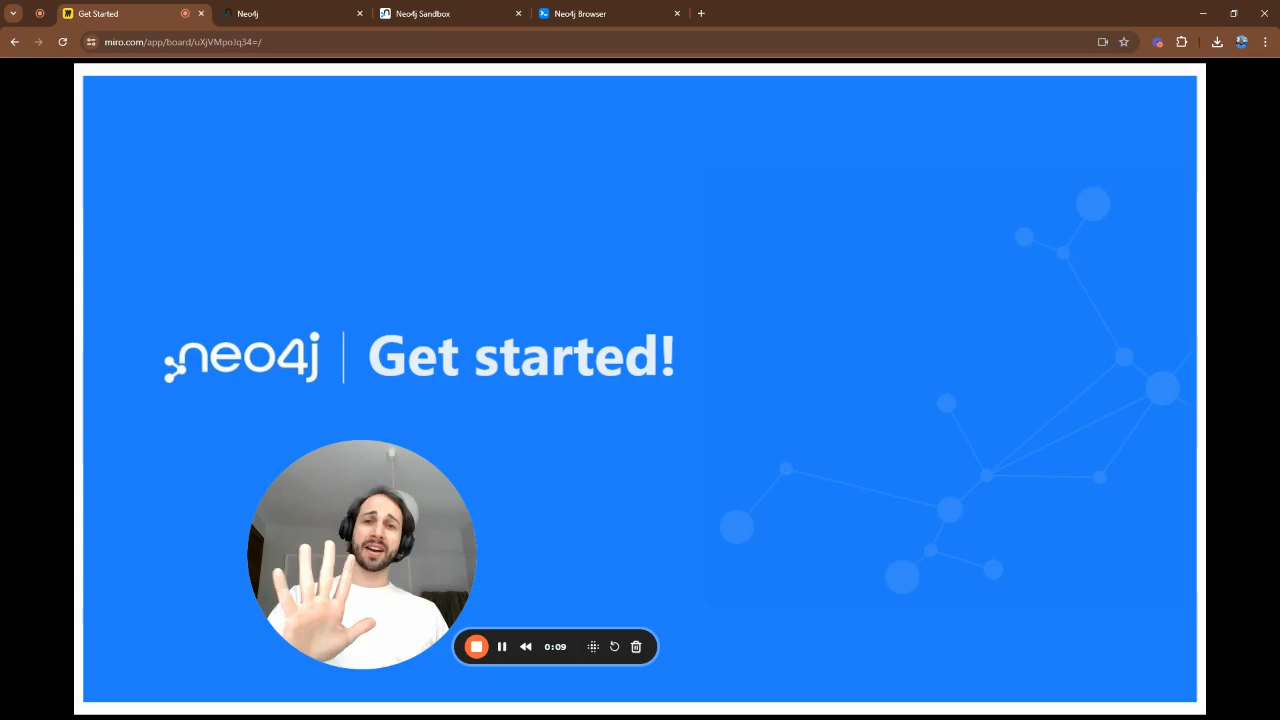 Get Started
Neo4j
Neo4j Sandbox
Neo4j Browser
miro.com/app/board/uXjVMpoJq34=/
neo4j | Get started!
0:09